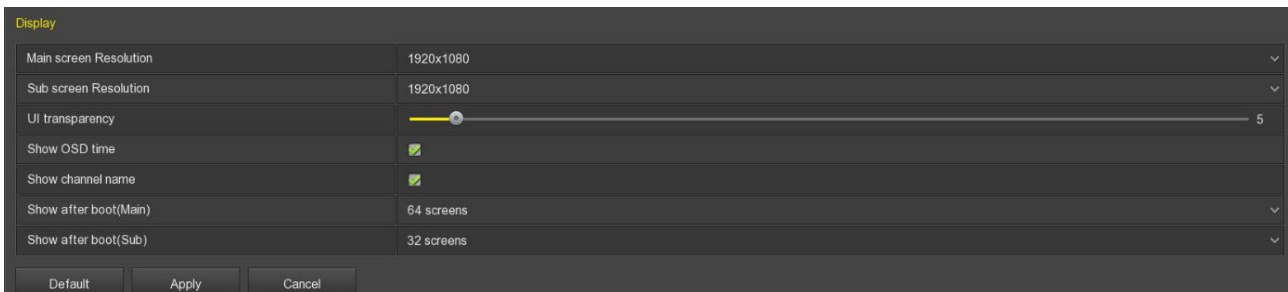 Display
Main screen Resolution 1920x1080
Sub screen Resolution 1920x1080
UI transparency 5
Show OSD time
Show channel name
Show after boot(Main) 64 screens
Show after boot(Sub) 32 screens
Default Apply Cancel